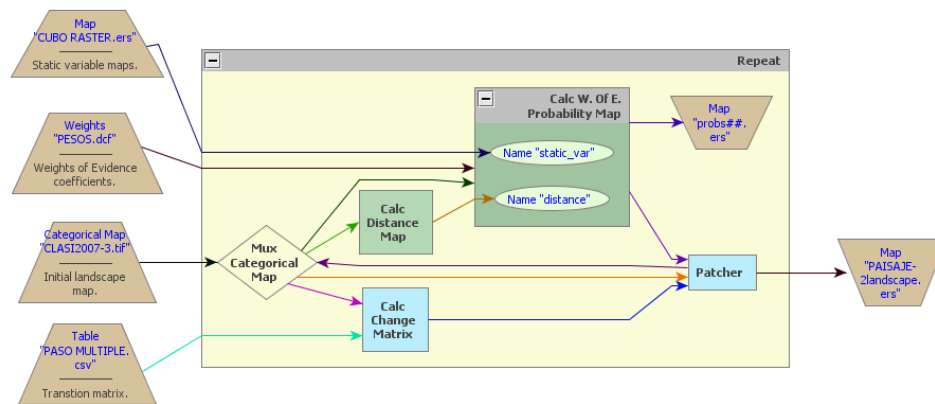 Map
"CUBO RASTER.ers"
Static variable maps.
Weights
"PESOS.dcf"
Weights of Evidence
coefficients.
Categorical Map
"CLASI2007-3.tif"
Initial landscape
map.
Table
"PASO MULTIPLE.
csv"
Transtion matrix.
Repeat
Calc W. Of E.
Probability Map
Name "static_var"
Name "distance"
Calc
Distance
Map
Mux
Categorical
Map
Calc
Change
Matrix
Patcher
Map
"probs##.
ers"
Map
"PAISAJE-
2landscape.
ers"